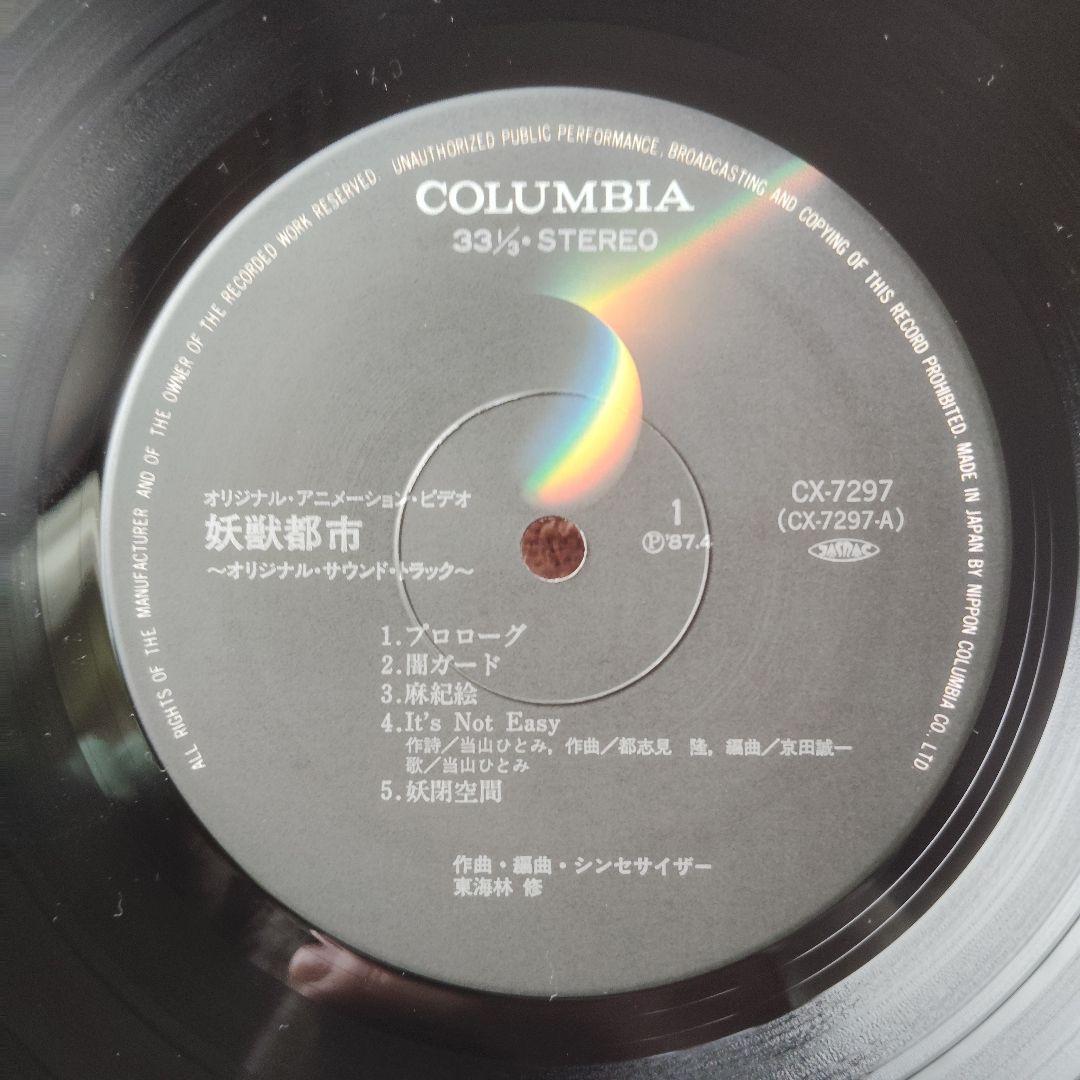 ALL RIGHTS OF THE MANUFACTURER AND OF THE OWNER OF THE RECORDED WORK RESERVED. UNAUTHORIZED PUBLIC PERFORMANCE, BROADCASTING AND COPYING OF THIS RECORD PROHIBITED. MADE IN JAPAN BY NIPPON COLUMBIA CO., LTD.
COLUMBIA
33⅓・STEREO
オリジナル・アニメーション・ビデオ
妖獣都市
〜オリジナル・サウンド・トラック〜
1
Ⓟ'87.4
CX-7297
(CX-7297-A)
JASRAC
1.プロローグ
2.闇ガード
3.麻紀絵
4.It's Not Easy
作詩/当山ひとみ，作曲/都志見 隆，編曲/京田誠一
歌/当山ひとみ
5.妖閉空間
作曲・編曲・シンセサイザー
東海林 修